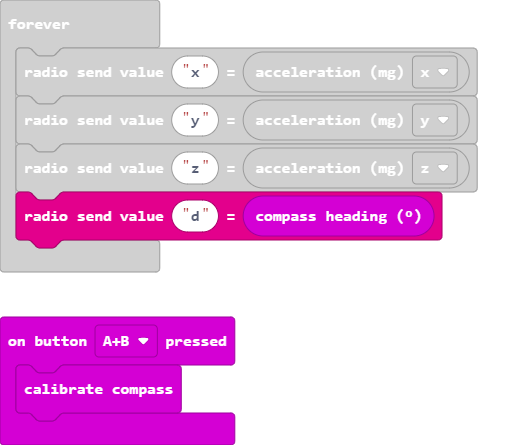 forever
radio send value "x" = acceleration (mg) x
radio send value "y" = acceleration (mg) y
radio send value "z" = acceleration (mg) z
radio send value "d" = compass heading (º)
on button A+B pressed
calibrate compass